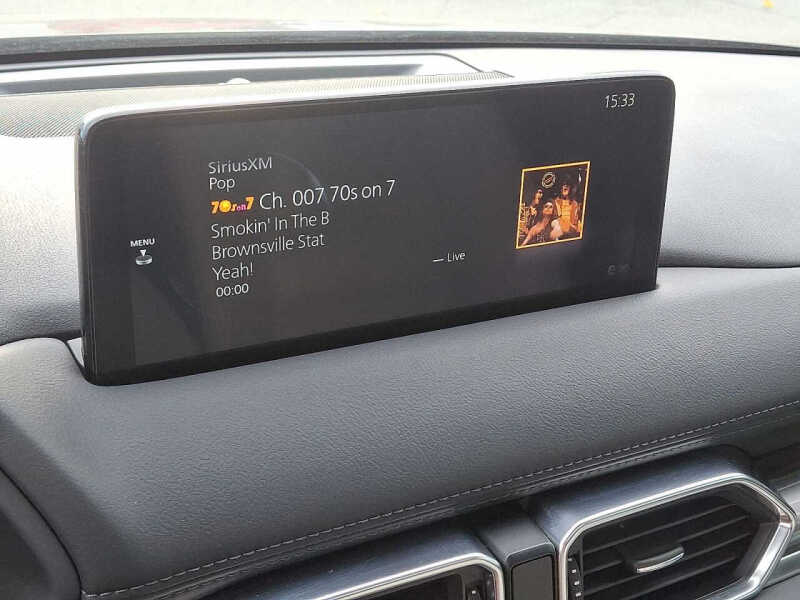 15:33
SiriusXM
Pop
70s on 7 Ch. 007 70s on 7
Smokin' In The B
Brownsville Stat
Yeah!
00:00
Live
MENU